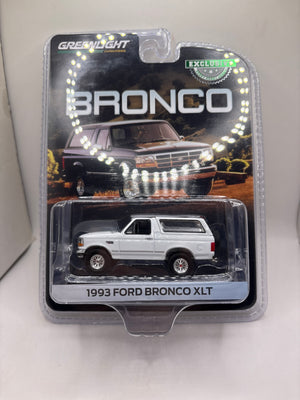 GREENLIGHT
EXCLUSIVE
BRONCO
1993 FORD BRONCO XLT